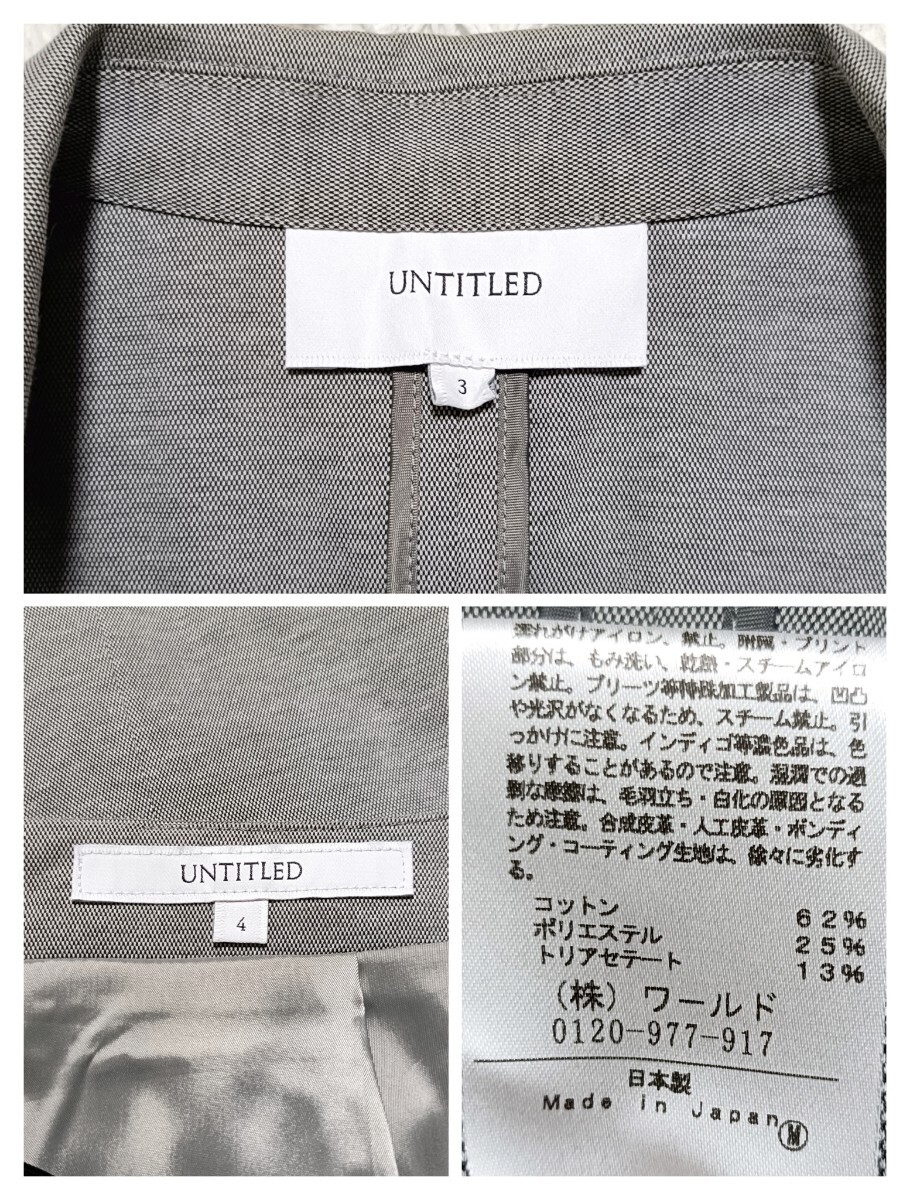 UNTITLED
3
UNTITLED
4
濡れがけアイロン、禁止。附属・プリント
部分は、もみ洗い、乾燥・スチームアイロ
ン禁止。プリーツ等特殊加工製品は、凹凸
や光沢がなくなるため、スチーム禁止。引
っかけに注意。インディゴ等濃色品は、色
移りすることがあるので注意。湿潤での過
剰な摩擦は、毛羽立ち・白化の原因となる
ため注意。合成皮革・人工皮革・ボンディ
ング・コーティング生地は、徐々に劣化す
る。
コットン 62%
ポリエステル 25%
トリアセテート 13%
(株)ワールド
0120-977-917
日本製
Made in Japan Ⓜ